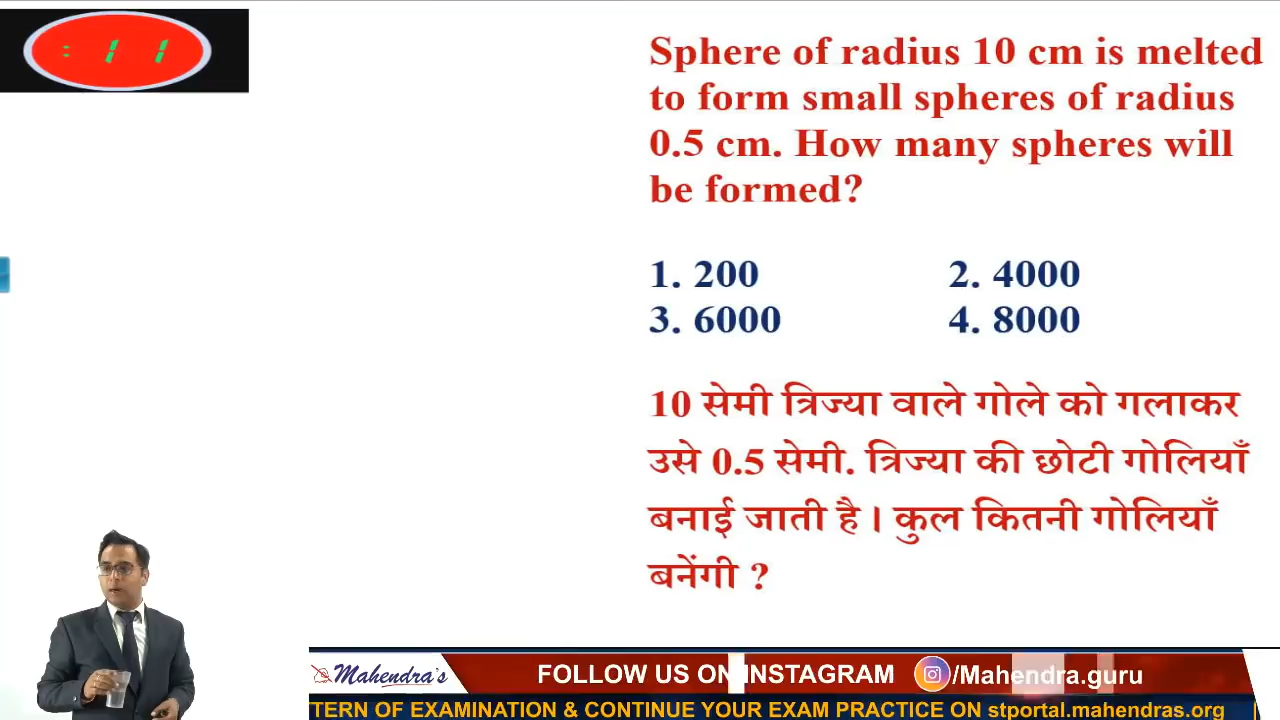 : 1 1
Sphere of radius 10 cm is melted
to form small spheres of radius
0.5 cm. How many spheres will
be formed?
1. 200 2. 4000
3. 6000 4. 8000
10 सेमी त्रिज्या वाले गोले को गलाकर
उसे 0.5 सेमी. त्रिज्या की छोटी गोलियाँ
बनाई जाती है। कुल कितनी गोलियाँ
बनेंगी ?
Mahendra's FOLLOW US ON INSTAGRAM /Mahendra.guru
TERN OF EXAMINATION & CONTINUE YOUR EXAM PRACTICE ON stportal.mahendras.org